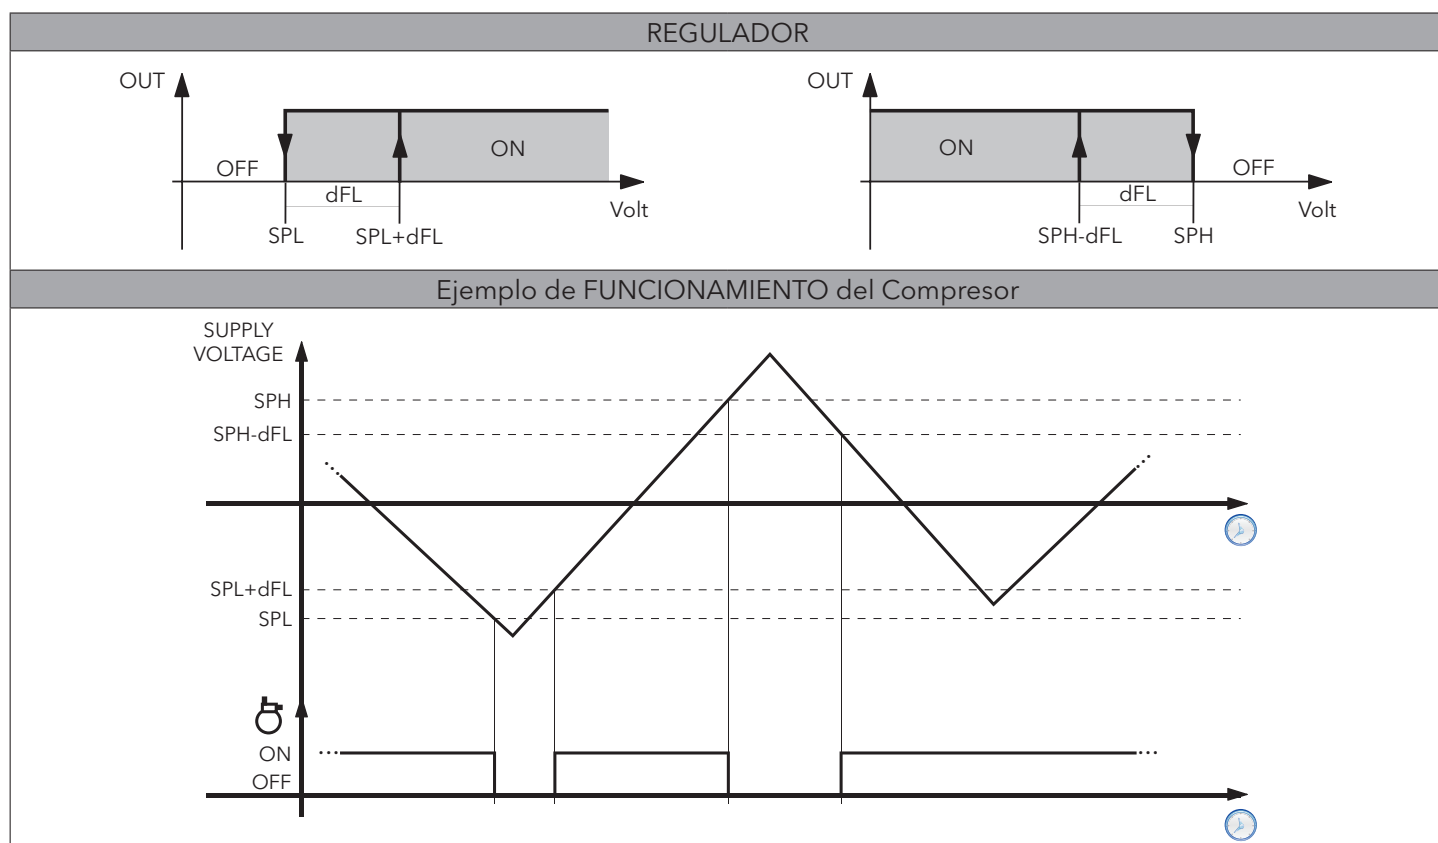 REGULADOR
OUT
OFF
ON
dFL
Volt
SPL
SPL+dFL
OUT
ON
OFF
dFL
Volt
SPH-dFL
SPH
Ejemplo de FUNCIONAMIENTO del Compresor
SUPPLY
VOLTAGE
SPH
SPH-dFL
SPL+dFL
SPL
ON
OFF